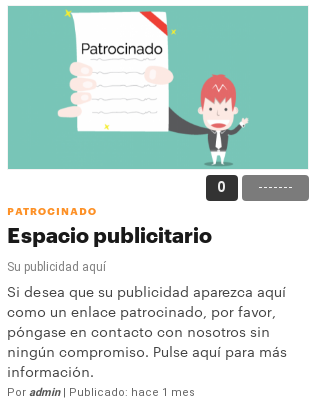 Patrocinado
0
-------
PATROCINADO
Espacio publicitario
Su publicidad aquí
Si desea que su publicidad aparezca aquí
como un enlace patrocinado, por favor,
póngase en contacto con nosotros sin
ningún compromiso. Pulse aquí para más
información.
Por admin | Publicado: hace 1 mes